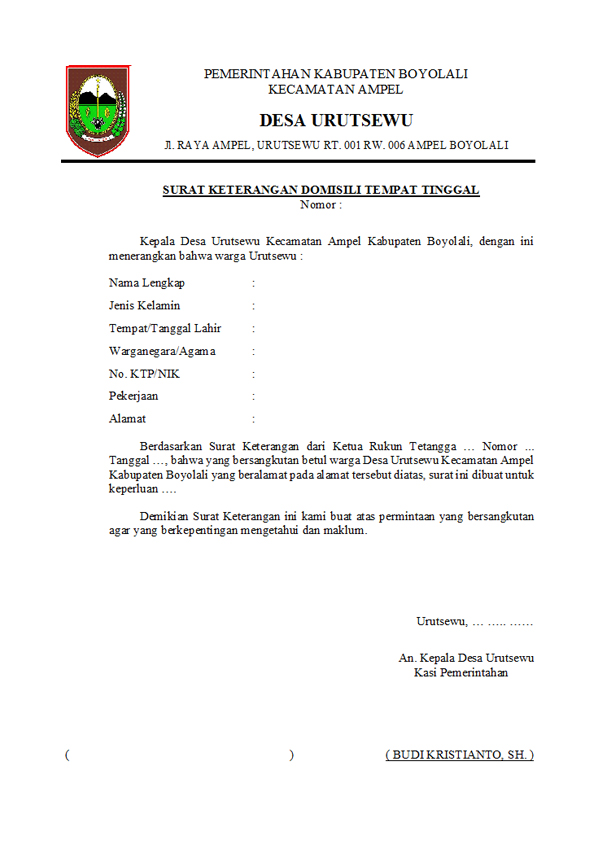 PEMERINTAHAN KABUPATEN BOYOLALI
KECAMATAN AMPEL
DESA URUTSEWU
Jl. RAYA AMPEL, URUTSEWU RT. 001 RW. 006 AMPEL BOYOLALI
SURAT KETERANGAN DOMISILI TEMPAT TINGGAL
Nomor :
Kepala Desa Urutsewu Kecamatan Ampel Kabupaten Boyolali, dengan ini
menerangkan bahwa warga Urutsewu :
Nama Lengkap :
Jenis Kelamin :
Tempat/Tanggal Lahir :
Warganegara/Agama :
No. KTP/NIK :
Pekerjaan :
Alamat :
Berdasarkan Surat Keterangan dari Ketua Rukun Tetangga … Nomor ...
Tanggal …, bahwa yang bersangkutan betul warga Desa Urutsewu Kecamatan Ampel
Kabupaten Boyolali yang beralamat pada alamat tersebut diatas, surat ini dibuat untuk
keperluan ….
Demikian Surat Keterangan ini kami buat atas permintaan yang bersangkutan
agar yang berkepentingan mengetahui dan maklum.
Urutsewu, … ….. ……
An. Kepala Desa Urutsewu
Kasi Pemerintahan
( ) ( BUDI KRISTIANTO, SH. )